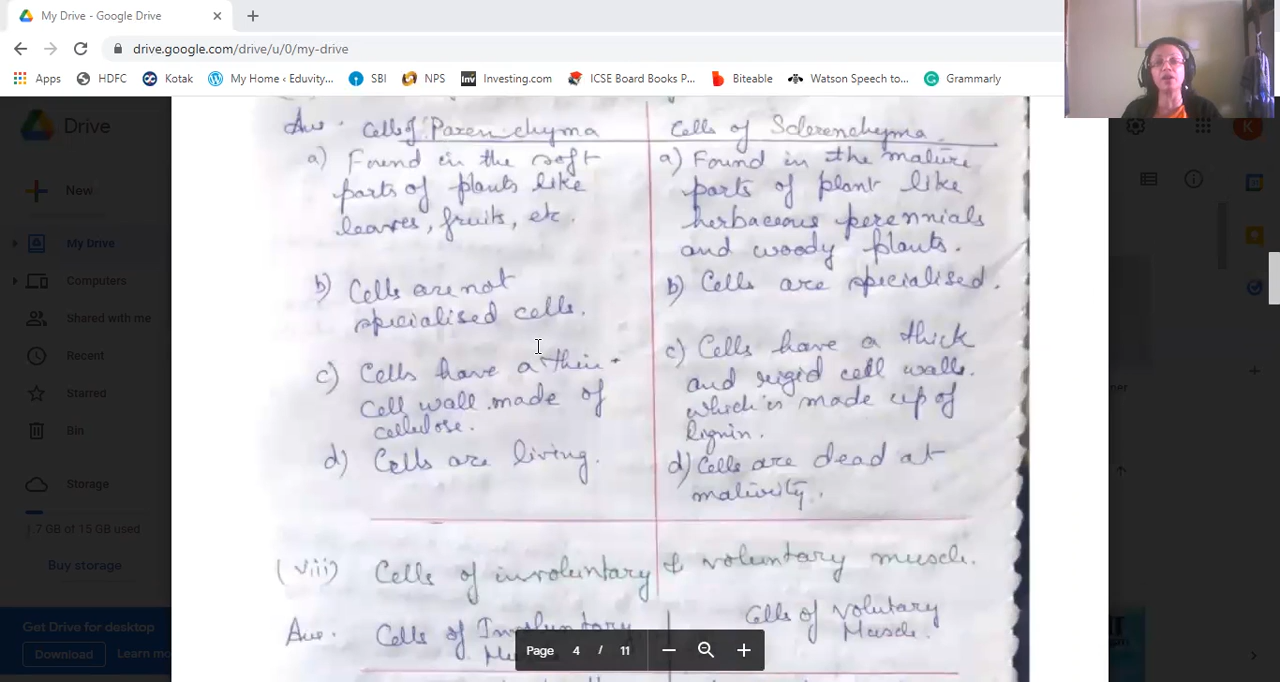 My Drive - Google Drive
drive.google.com/drive/u/0/my-drive
Apps HDFC Kotak My Home ‹ Eduvity... SBI NPS Investing.com ICSE Board Books P... Biteable Watson Speech to... Grammarly
Drive
New
My Drive
Computers
Shared with me
Recent
Starred
Bin
Storage
1.7 GB of 15 GB used
Buy storage
Get Drive for desktop
Download Learn mo
Ans. Cells of Parenchyma
a) Found in the soft
parts of plants like
leaves, fruits, etc.
b) Cells are not
specialised cells.
c) Cells have a thin
cell wall made of
cellulose.
d) Cells are living.
Cells of Sclerenchyma
a) Found in the mature
parts of plant like
herbaceous perennials
and woody plants.
b) Cells are specialised.
c) Cells have a thick
and rigid cell walls.
which is made up of
lignin.
d) Cells are dead at
maturity.
(viii) Cells of involuntary & voluntary muscle.
Ans. Cells of Involuntary
Cells of Volutary
Muscle.
Page 4 / 11
K